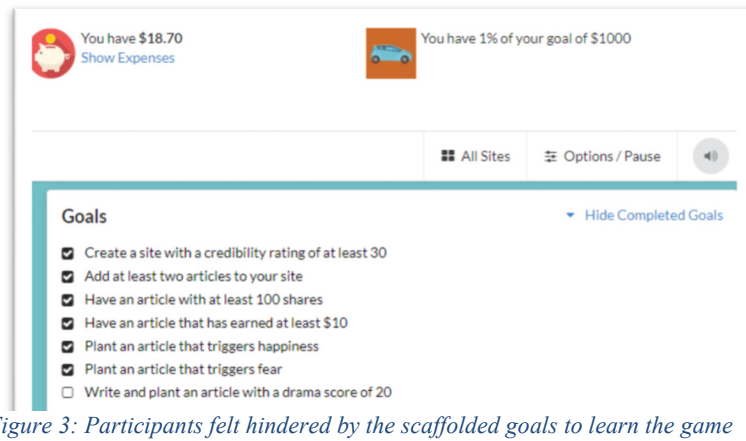 You have $18.70
Show Expenses
You have 1% of your goal of $1000
All Sites
Options / Pause
Goals
Hide Completed Goals
Create a site with a credibility rating of at least 30
Add at least two articles to your site
Have an article with at least 100 shares
Have an article that has earned at least $10
Plant an article that triggers happiness
Plant an article that triggers fear
Write and plant an article with a drama score of 20
igure 3: Participants felt hindered by the scaffolded goals to learn the game